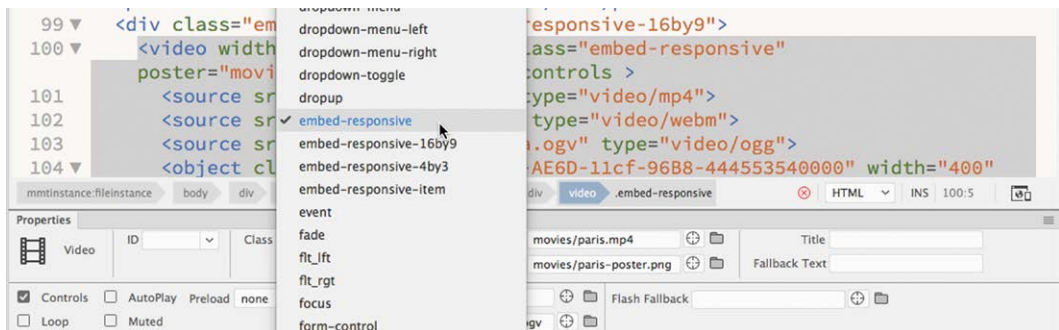 dropdown-menu
99 <div class="em esponsive-16by9">
dropdown-menu-left
100 <video width ass="embed-responsive"
dropdown-menu-right
poster="movi controls >
dropdown-toggle
101 <source sr type="video/mp4">
dropup
102 <source sr type="video/webm">
✓ embed-responsive
103 <source sr a.ogv" type="video/ogg">
embed-responsive-16by9
104 <object cl -AE6D-11cf-96B8-444553540000" width="400"
embed-responsive-4by3
mmtinstance:fileinstance body div div video .embed-responsive HTML INS 100:5
embed-responsive-item
event
Properties
fade
Video ID Class movies/paris.mp4 Title
flt_lft
movies/paris-poster.png Fallback Text
flt_rgt
Controls AutoPlay Preload none Flash Fallback
focus
Loop Muted ogv
form-control